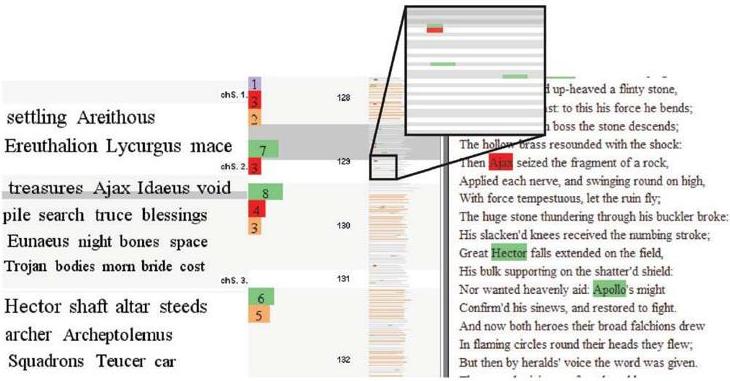 settling Areithous
Ereuthalion Lycurgus mace
treasures Ajax Idaeus void
pile search truce blessings
Eunaeus night bones space
Trojan bodies morn bride cost
Hector shaft altar steeds
archer Archeptolemus
Squadrons Teucer car
chS. 1.
chS. 2.
chS. 3.
1
3
2
7
3
8
4
3
6
5
128
129
130
131
132
d up-heaved a flinty stone,
st: to this his force he bends;
boss the stone descends;
The hollow brass resounded with the shock:
Then Ajax seized the fragment of a rock,
Applied each nerve, and swinging round on high,
With force tempestuous, let the ruin fly;
The huge stone thundering through his buckler broke:
His slacken'd knees received the numbing stroke;
Great Hector falls extended on the field,
His bulk supporting on the shatter'd shield:
Nor wanted heavenly aid: Apollo's might
Confirm'd his sinews, and restored to fight.
And now both heroes their broad falchions drew
In flaming circles round their heads they flew;
But then by heralds' voice the word was given.